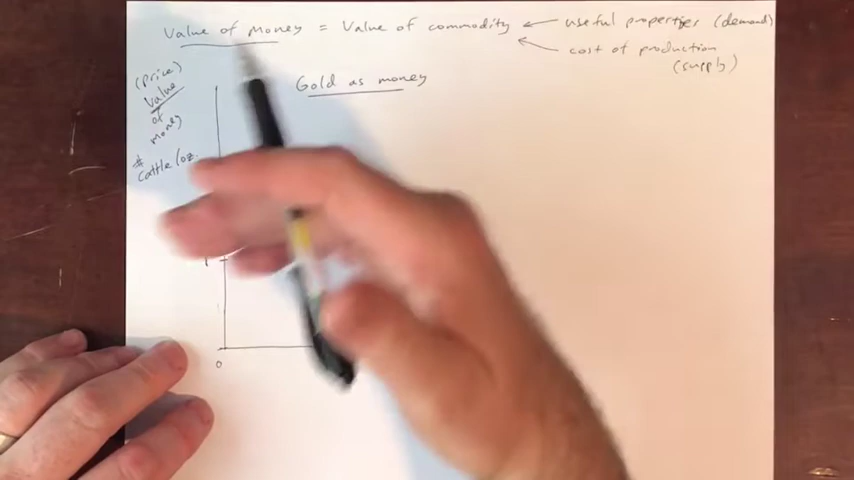 Value of Money = Value of commodity ← useful properties (demand)
← cost of production
(supply)
Gold as money
(price)
Value
of
money
#
cattle/oz.
0